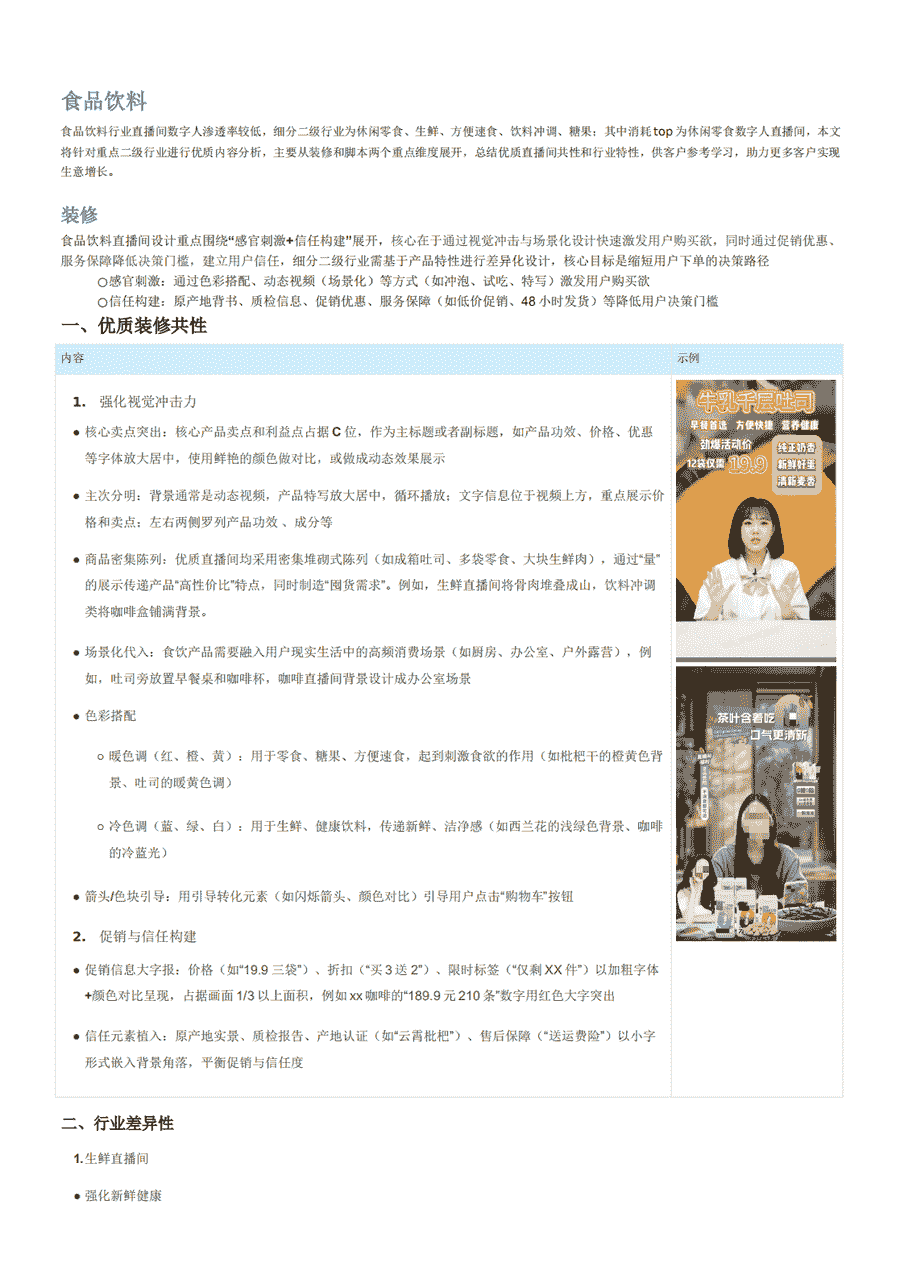 食品饮料
食品饮料行业直播间数字人渗透率较低，细分二级行业为休闲零食、生鲜、方便速食、饮料冲调、糖果；其中消耗top为休闲零食数字人直播间，本文
将针对重点二级行业进行优质内容分析，主要从装修和脚本两个重点维度展开，总结优质直播间共性和行业特性，供客户参考学习，助力更多客户实现
生意增长。
装修
食品饮料直播间设计重点围绕“感官刺激+信任构建”展开，核心在于通过视觉冲击与场景化设计快速激发用户购买欲，同时通过促销优惠、
服务保障降低决策门槛，建立用户信任，细分二级行业需基于产品特性进行差异化设计，核心目标是缩短用户下单的决策路径
○感官刺激：通过色彩搭配、动态视频（场景化）等方式（如冲泡、试吃、特写）激发用户购买欲
○信任构建：原产地背书、质检信息、促销优惠、服务保障（如低价促销、48小时发货）等降低用户决策门槛
一、优质装修共性
内容 示例
1. 强化视觉冲击力
● 核心卖点突出：核心产品卖点和利益点占据C位，作为主标题或者副标题，如产品功效、价格、优惠
等字体放大居中，使用鲜艳的颜色做对比，或做成动态效果展示
● 主次分明：背景通常是动态视频，产品特写放大居中，循环播放；文字信息位于视频上方，重点展示价
格和卖点；左右两侧罗列产品功效 、成分等
● 商品密集陈列：优质直播间均采用密集堆砌式陈列（如成箱吐司、多袋零食、大块生鲜肉），通过“量”
的展示传递产品“高性价比”特点，同时制造“囤货需求”。例如，生鲜直播间将骨肉堆叠成山，饮料冲调
类将咖啡盒铺满背景。
● 场景化代入：食饮产品需要融入用户现实生活中的高频消费场景（如厨房、办公室、户外露营），例
如，吐司旁放置早餐桌和咖啡杯，咖啡直播间背景设计成办公室场景
● 色彩搭配
○ 暖色调（红、橙、黄）：用于零食、糖果、方便速食，起到刺激食欲的作用（如枇杷干的橙黄色背
景、吐司的暖黄色调）
○ 冷色调（蓝、绿、白）：用于生鲜、健康饮料，传递新鲜、洁净感（如西兰花的浅绿色背景、咖啡
的冷蓝光）
● 箭头/色块引导：用引导转化元素（如闪烁箭头、颜色对比）引导用户点击“购物车”按钮
2. 促销与信任构建
● 促销信息大字报：价格（如“19.9三袋”）、折扣（“买3送2”）、限时标签（“仅剩XX件”）以加粗字体
+颜色对比呈现，占据画面1/3以上面积，例如xx咖啡的“189.9元210条”数字用红色大字突出
● 信任元素植入：原产地实景、质检报告、产地认证（如“云霄枇杷”）、售后保障（“送运费险”）以小字
形式嵌入背景角落，平衡促销与信任度
牛乳千层吐司
早餐首选 方便快捷 营养健康
劲爆活动价
12袋仅需 19.9
纯正奶香
新鲜好里
清新麦香
茶叶含着吃
口气更清新
二、行业差异性
1.生鲜直播间
● 强化新鲜健康